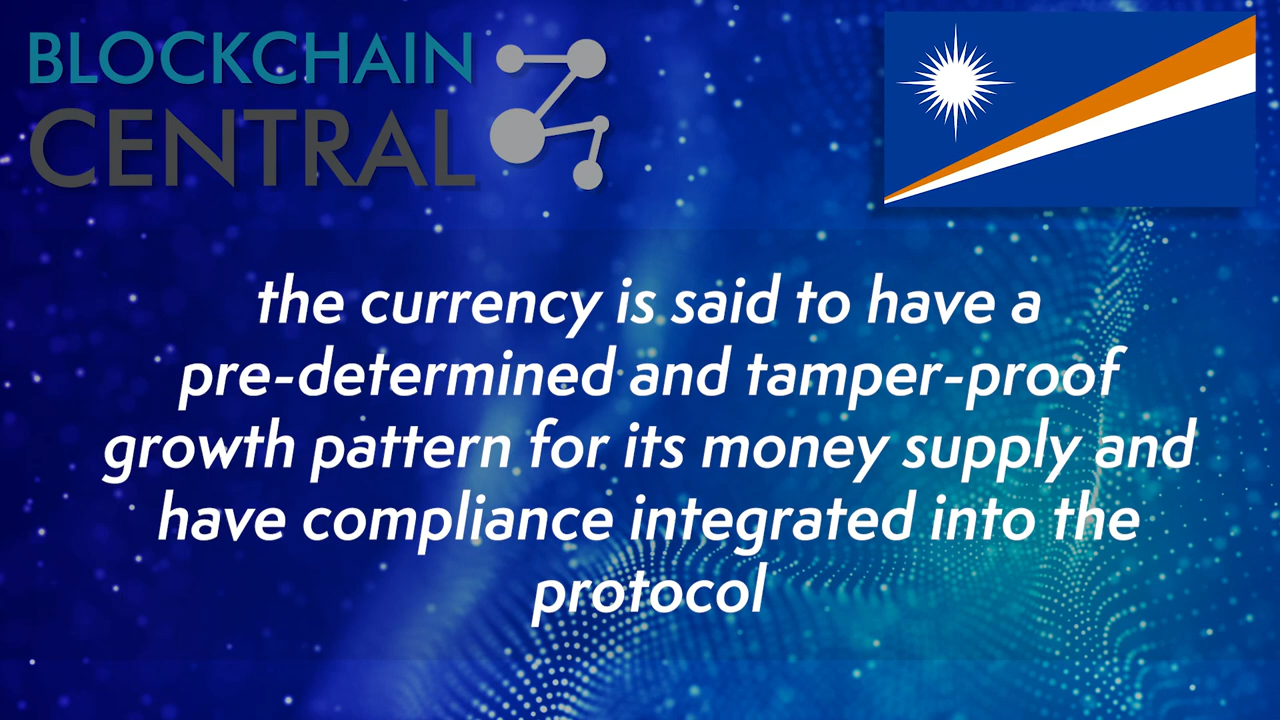 BLOCKCHAIN
CENTRAL
the currency is said to have a
pre-determined and tamper-proof
growth pattern for its money supply and
have compliance integrated into the
protocol